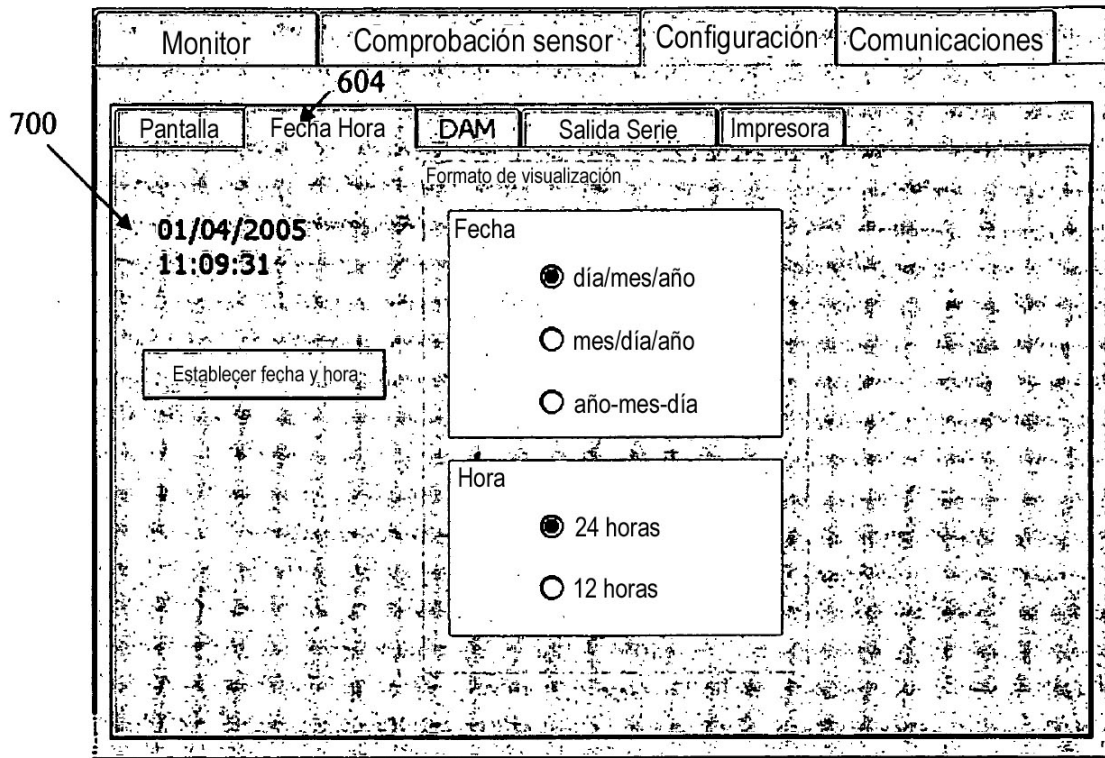 Monitor Comprobación sensor Configuración Comunicaciones
604
700
Pantalla Fecha Hora DAM Salida Serie Impresora
Formato de visualización
01/04/2005
11:09:31
Establecer fecha y hora
Fecha
día/mes/año
mes/día/año
año-mes-día
Hora
24 horas
12 horas